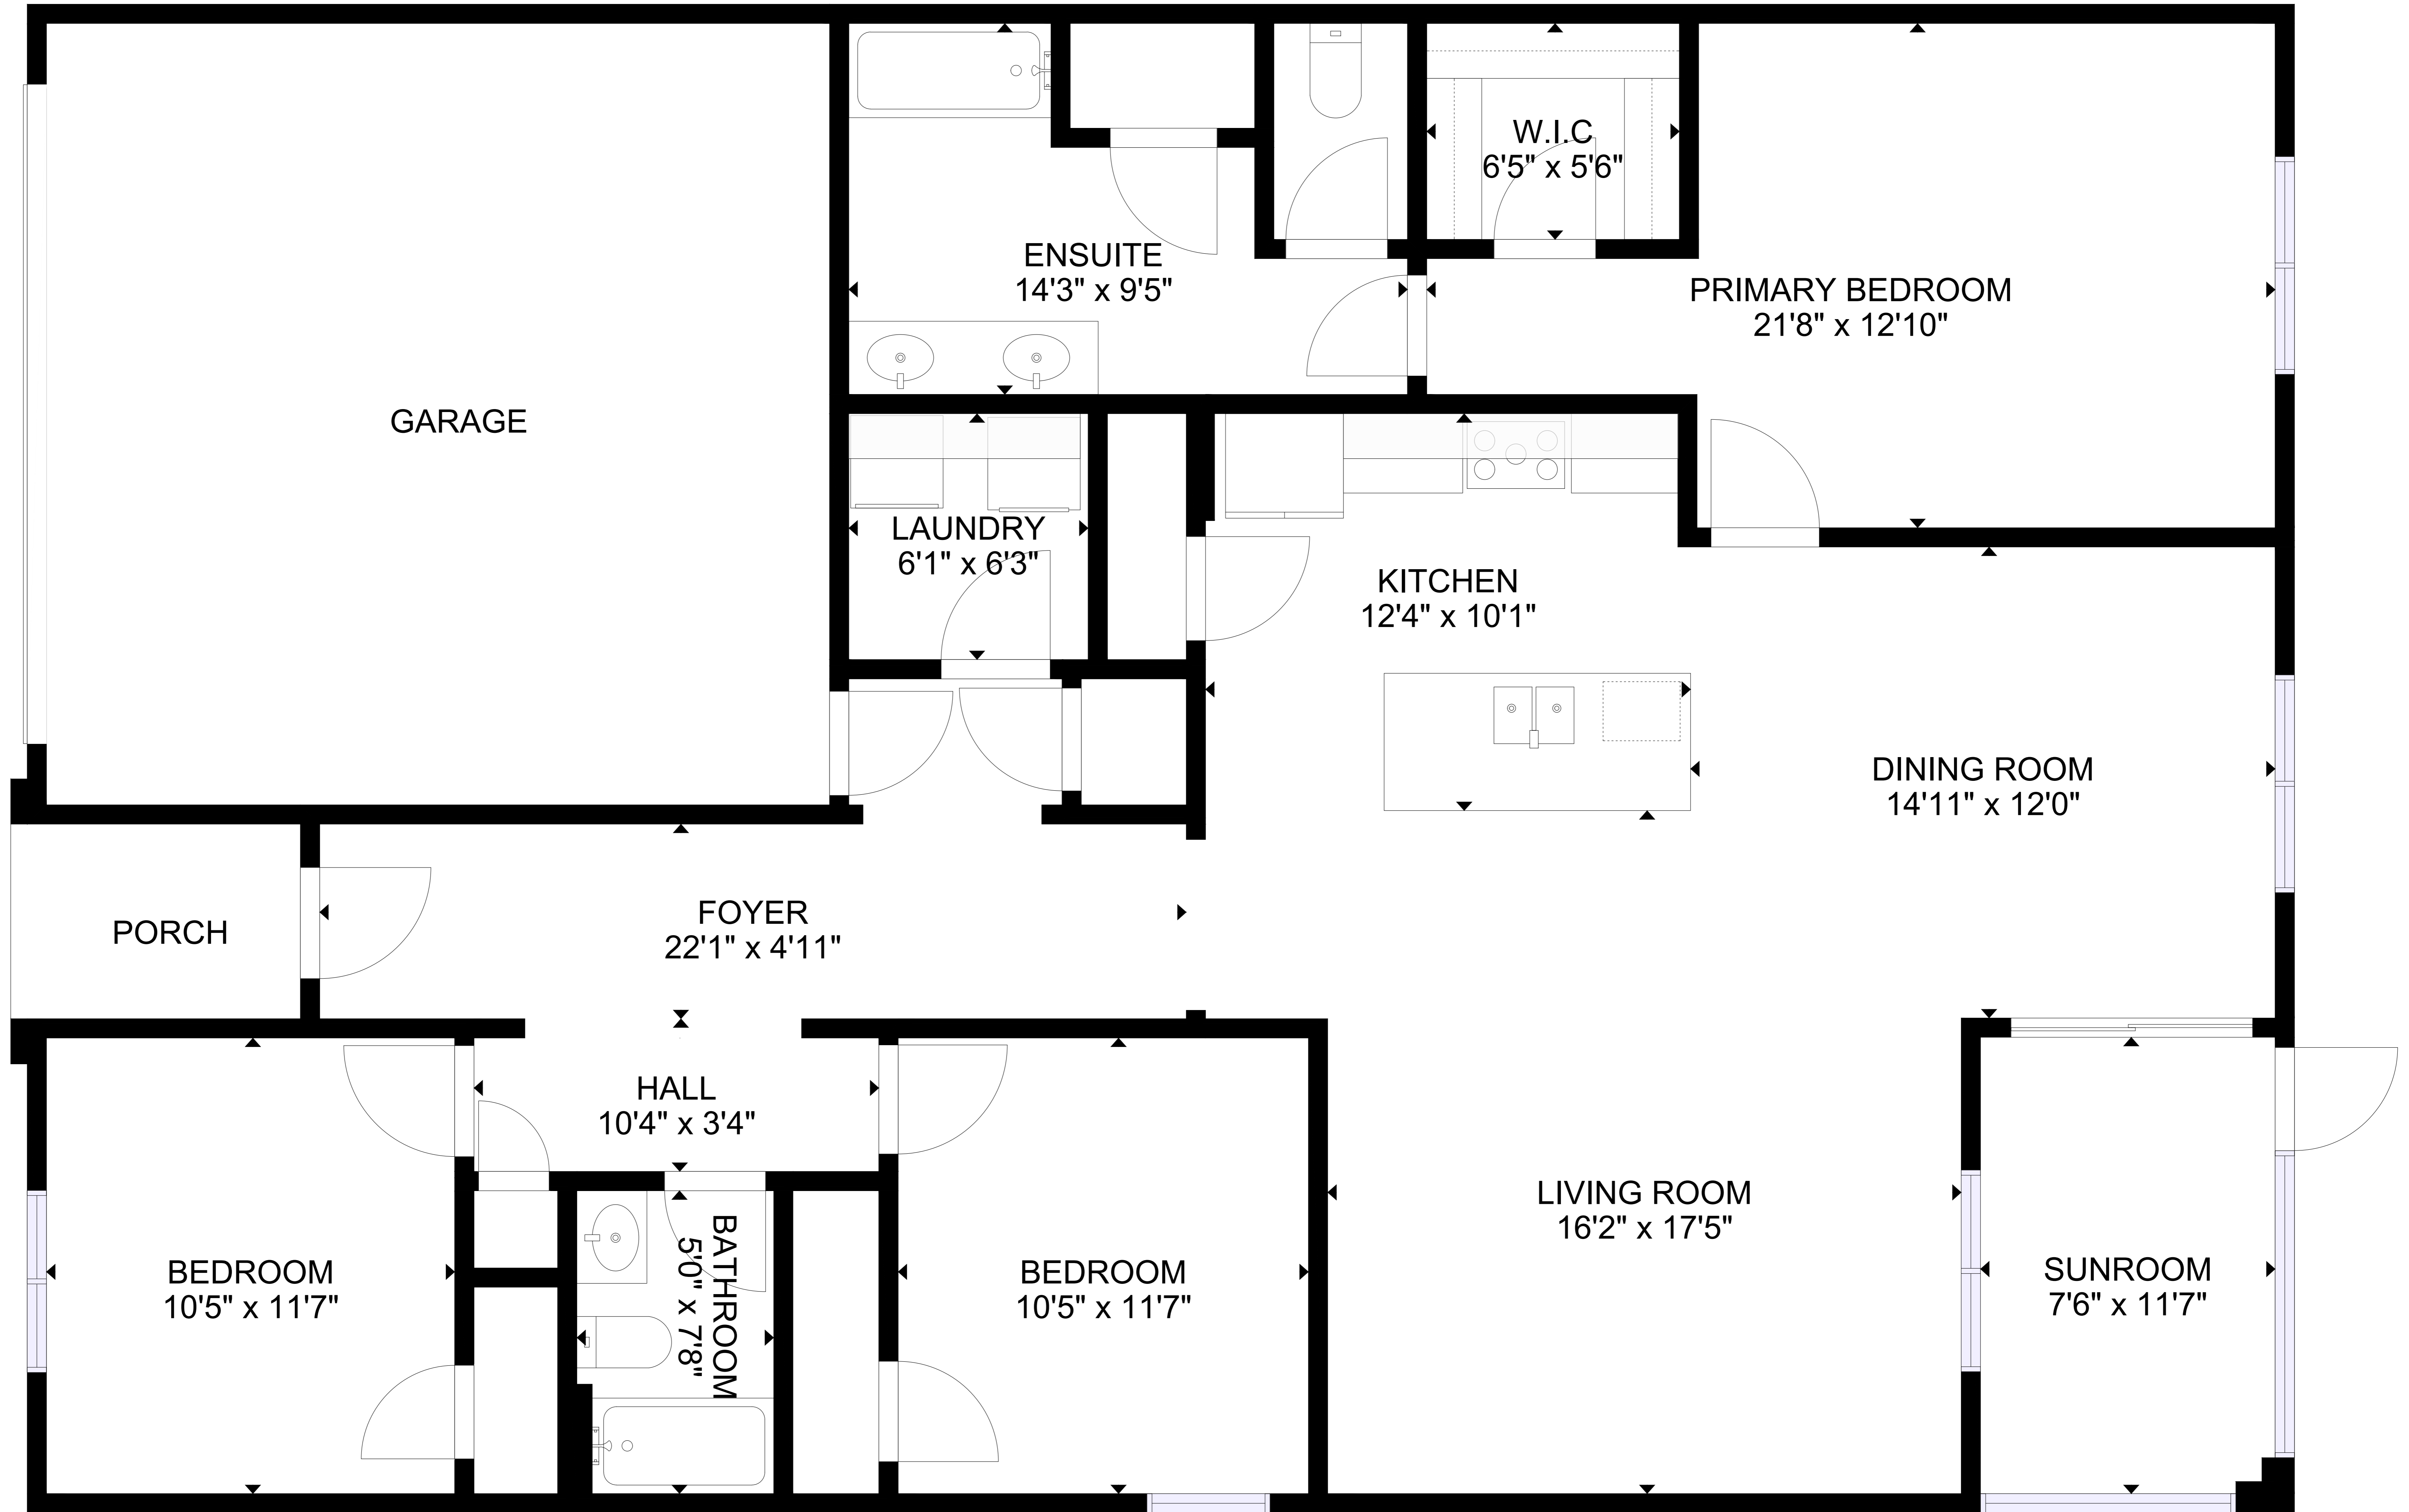 W.I.C
6'5" x 5'6"
ENSUITE
14'3" x 9'5"
PRIMARY BEDROOM
21'8" x 12'10"
GARAGE
LAUNDRY
6'1" x 6'3"
KITCHEN
12'4" x 10'1"
DINING ROOM
14'11" x 12'0"
PORCH
FOYER
22'1" x 4'11"
HALL
10'4" x 3'4"
LIVING ROOM
16'2" x 17'5"
BEDROOM
10'5" x 11'7"
BATHROOM
5'0" x 7'8"
BEDROOM
10'5" x 11'7"
SUNROOM
7'6" x 11'7"